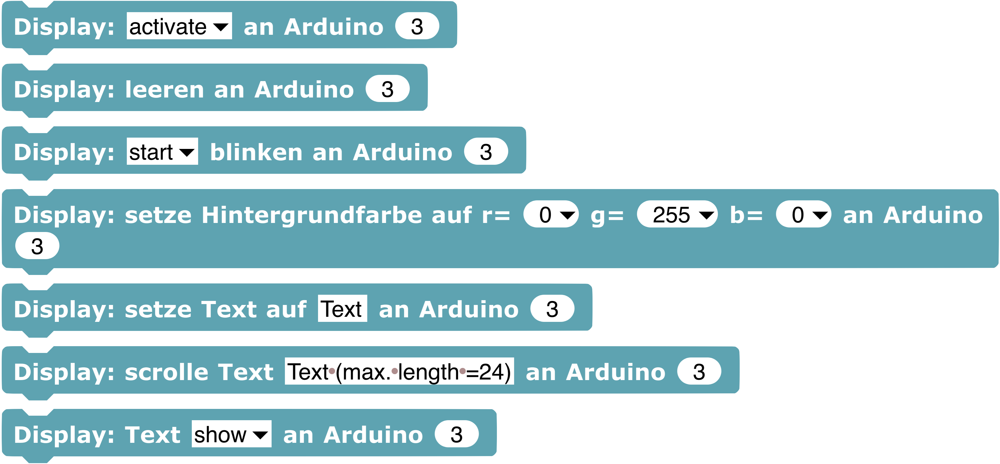 Display: activate an Arduino 3
Display: leeren an Arduino 3
Display: start blinken an Arduino 3
Display: setze Hintergrundfarbe auf r= 0 g= 255 b= 0 an Arduino
3
Display: setze Text auf Text an Arduino 3
Display: scrolle Text Text•(max.•length•=24) an Arduino 3
Display: Text show an Arduino 3